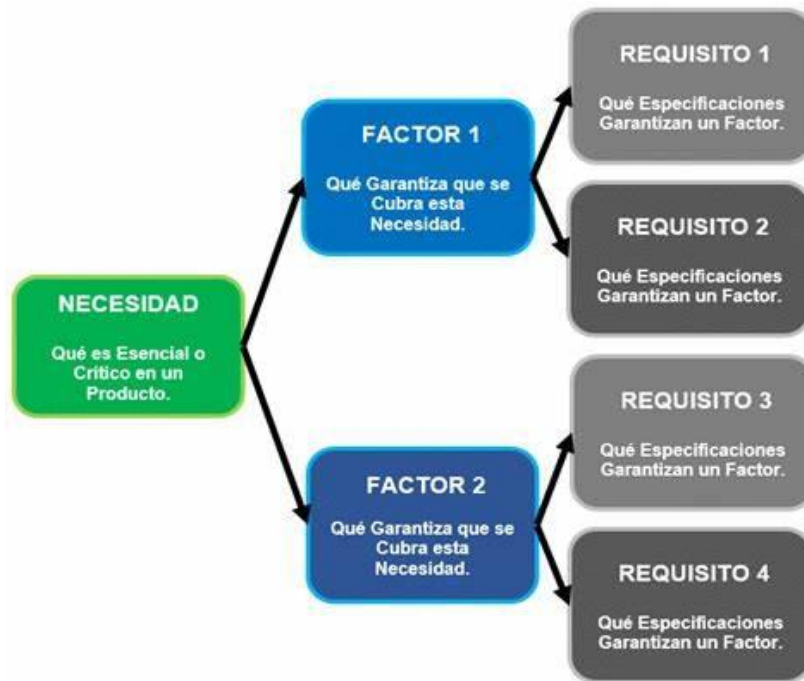 NECESIDAD
Qué es Esencial o
Crítico en un
Producto.
FACTOR 1
Qué Garantiza que se
Cubra esta
Necesidad.
REQUISITO 1
Qué Especificaciones
Garantizan un Factor.
REQUISITO 2
Qué Especificaciones
Garantizan un Factor.
FACTOR 2
Qué Garantiza que se
Cubra esta
Necesidad.
REQUISITO 3
Qué Especificaciones
Garantizan un Factor.
REQUISITO 4
Qué Especificaciones
Garantizan un Factor.